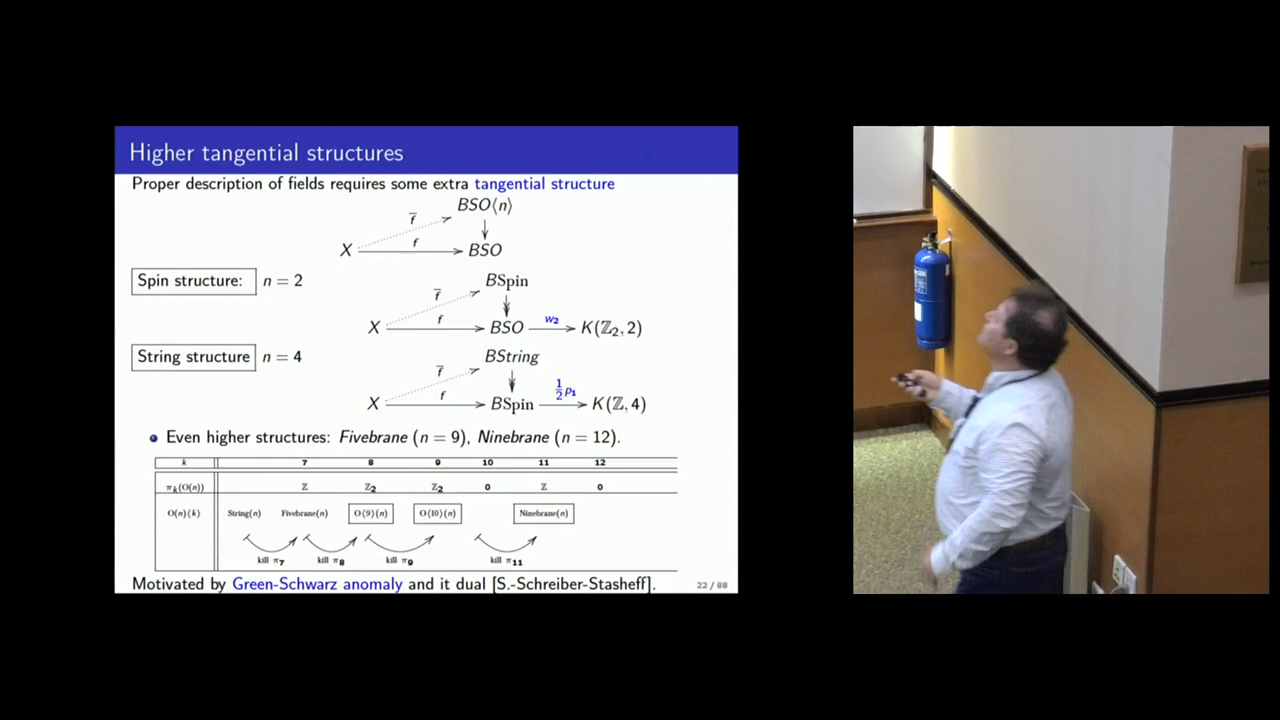 Higher tangential structures
Proper description of fields requires some extra tangential structure
BSO⟨n⟩
f̅
X f BSO
Spin structure: n = 2
BSpin
f̅
X f BSO w₂ K(ℤ₂, 2)
String structure n = 4
BString
f̅
X f BSpin ½p₁ K(ℤ, 4)
Even higher structures: Fivebrane (n = 9), Ninebrane (n = 12).
k 7 8 9 10 11 12
πₖ(O(n)) ℤ ℤ₂ ℤ₂ 0 ℤ 0
O(n)⟨k⟩ String(n) Fivebrane(n) O⟨9⟩(n) O⟨10⟩(n) Ninebrane(n)
kill π₇ kill π₈ kill π₉ kill π₁₁
Motivated by Green-Schwarz anomaly and it dual [S.-Schreiber-Stasheff].
22 / 88